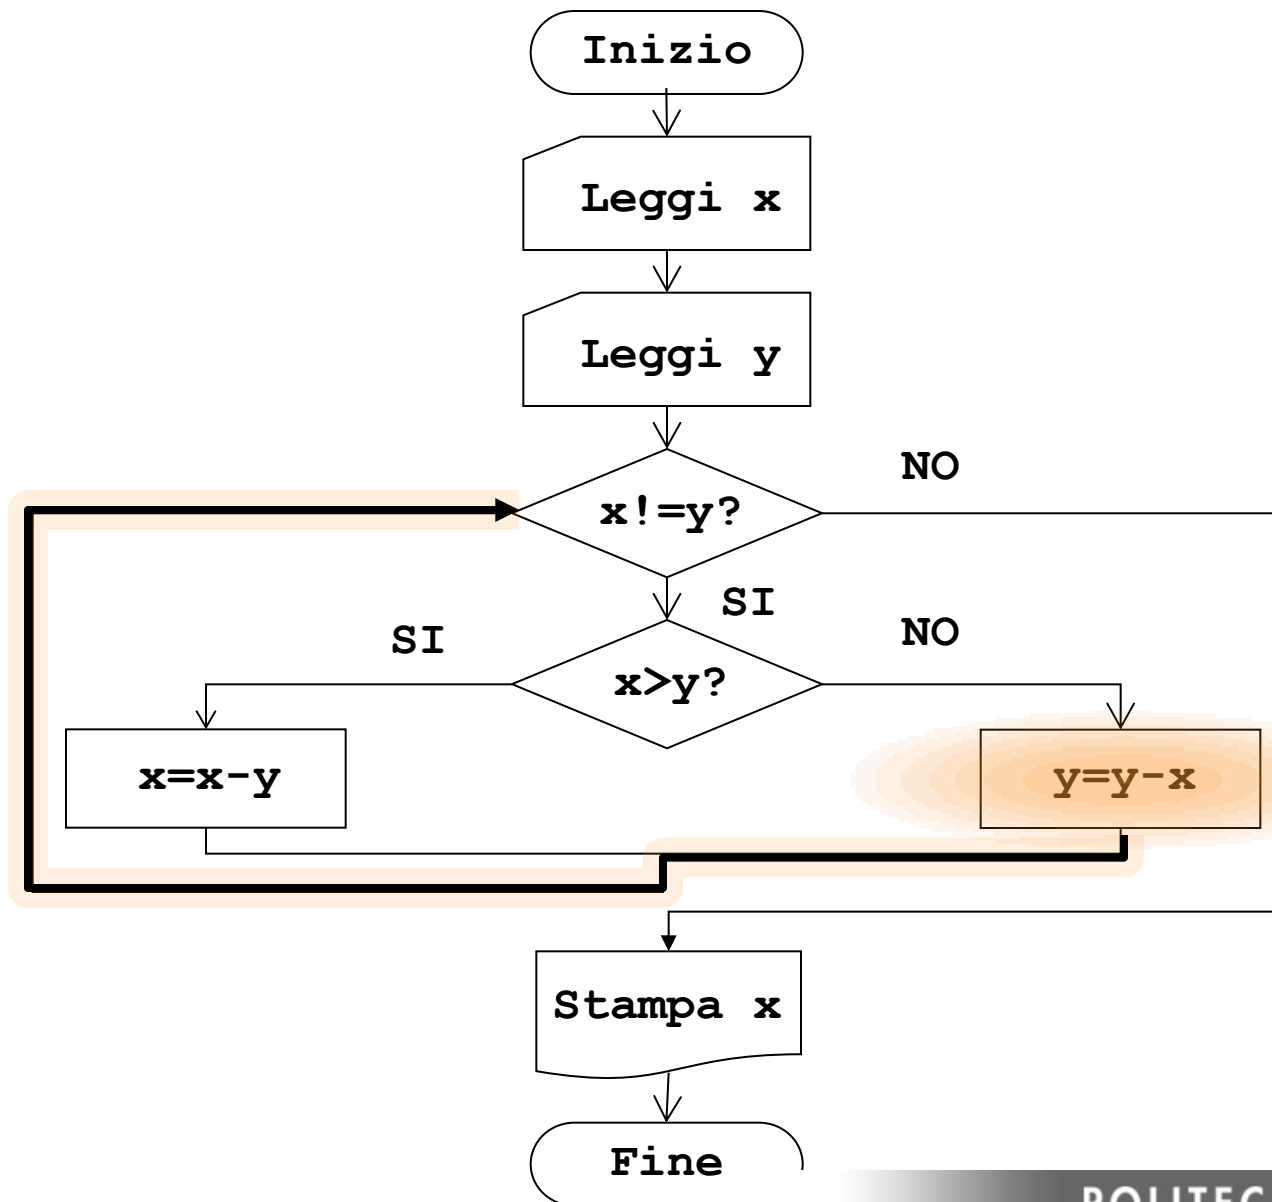 Inizio
Leggi x
Leggi y
NO
x!=y?
SI
SI
NO
x>y?
x=x-y
y=y-x
Stampa x
Fine